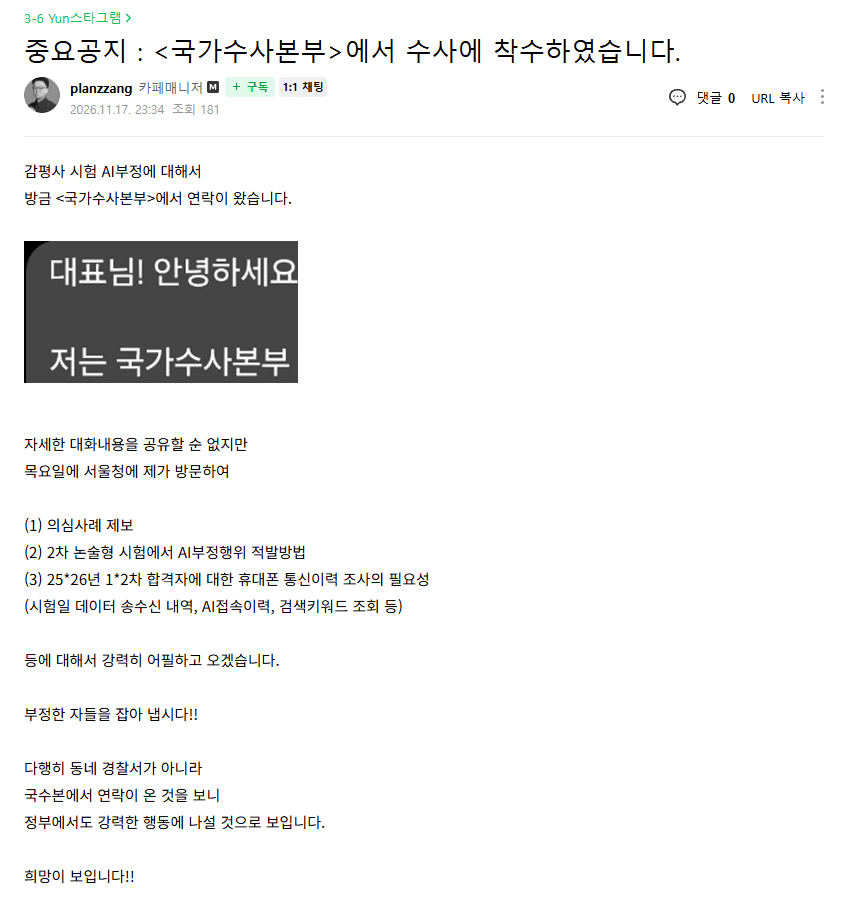 3-6 Yun스타그램 >
중요공지 : <국가수사본부>에서 수사에 착수하였습니다.
planzzang 카페매니저 M + 구독 1:1 채팅
2026.11.17. 23:34 조회 181
댓글 0 URL 복사
감평사 시험 AI부정에 대해서
방금 <국가수사본부>에서 연락이 왔습니다.
대표님! 안녕하세요
저는 국가수사본부
자세한 대화내용을 공유할 순 없지만
목요일에 서울청에 제가 방문하여
(1) 의심사례 제보
(2) 2차 논술형 시험에서 AI부정행위 적발방법
(3) 25*26년 1*2차 합격자에 대한 휴대폰 통신이력 조사의 필요성
(시험일 데이터 송수신 내역, AI접속이력, 검색키워드 조회 등)
등에 대해서 강력히 어필하고 오겠습니다.
부정한 자들을 잡아 냅시다!!
다행히 동네 경찰서가 아니라
국수본에서 연락이 온 것을 보니
정부에서도 강력한 행동에 나설 것으로 보입니다.
희망이 보입니다!!